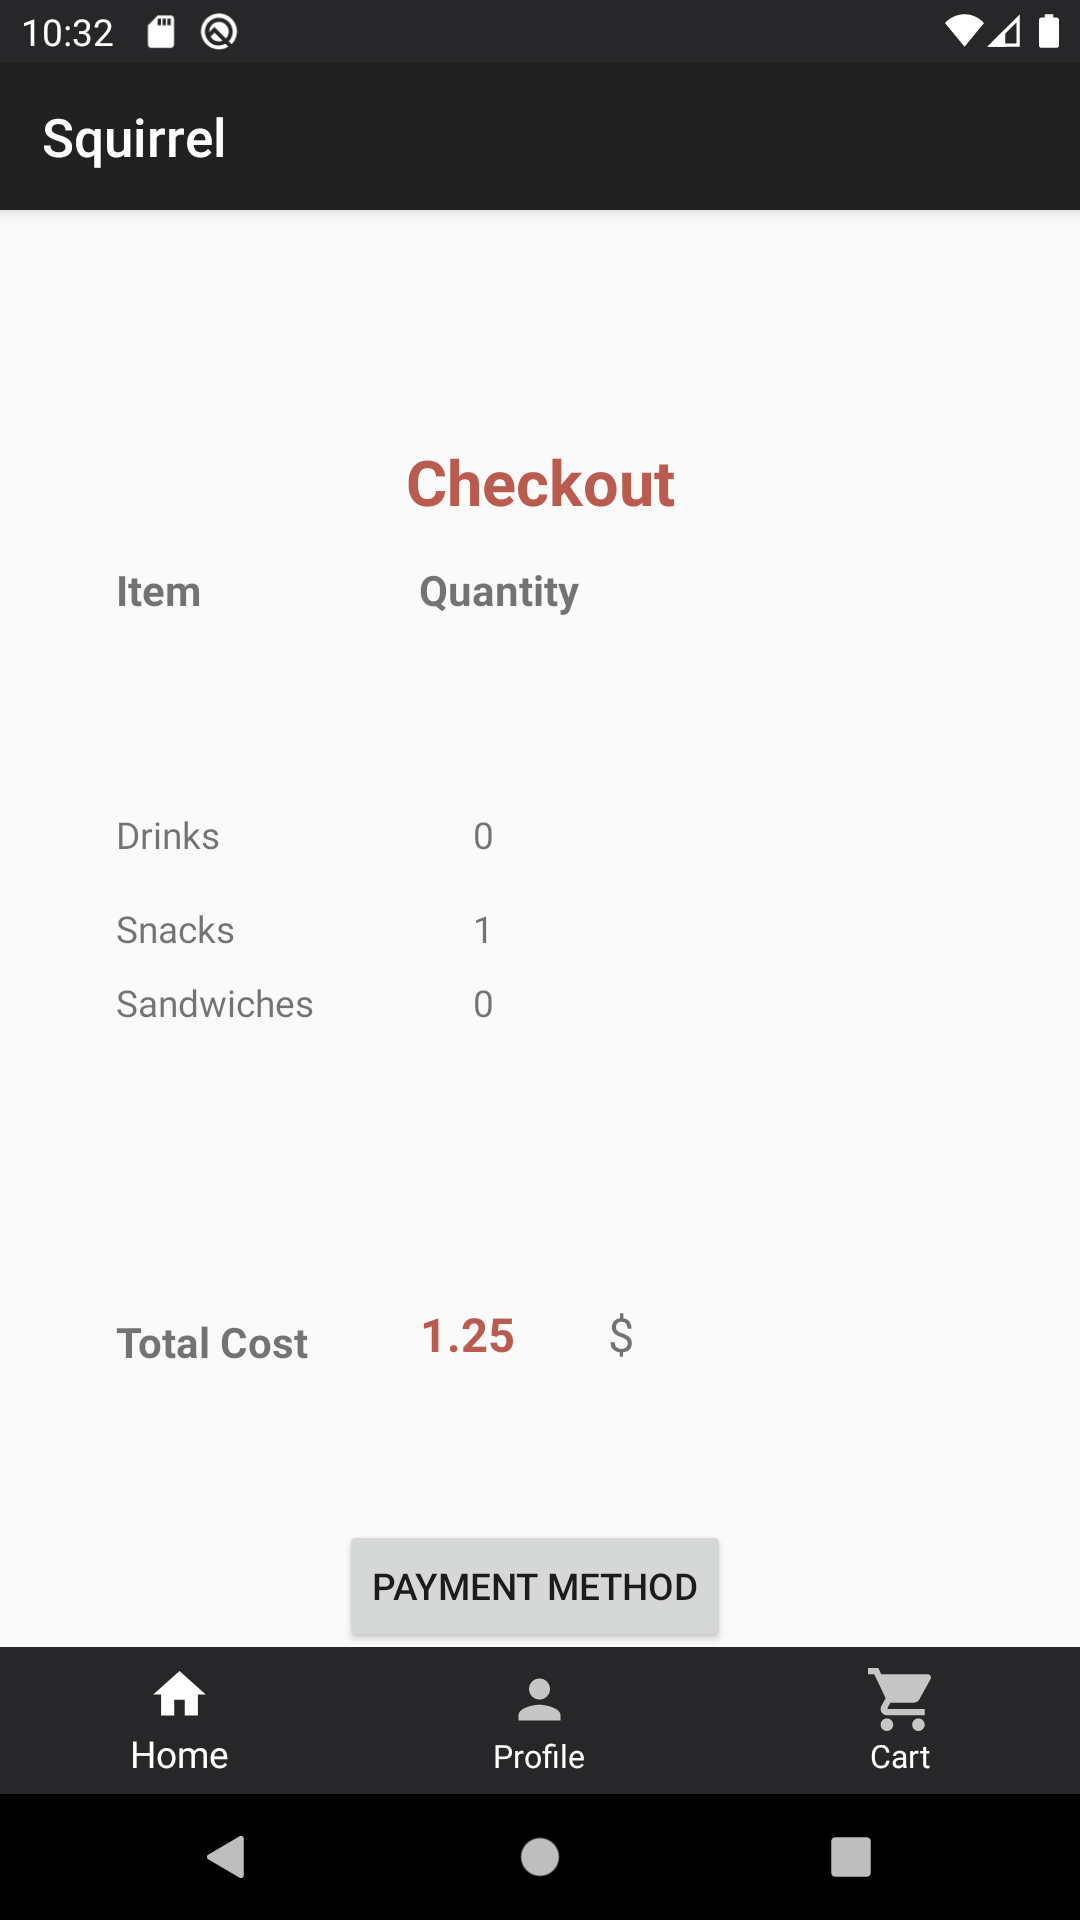 10:32
Squirrel
Checkout
Item Quantity
Drinks 0
Snacks 1
Sandwiches 0
Total Cost 1.25 $
PAYMENT METHOD
Home Profile Cart